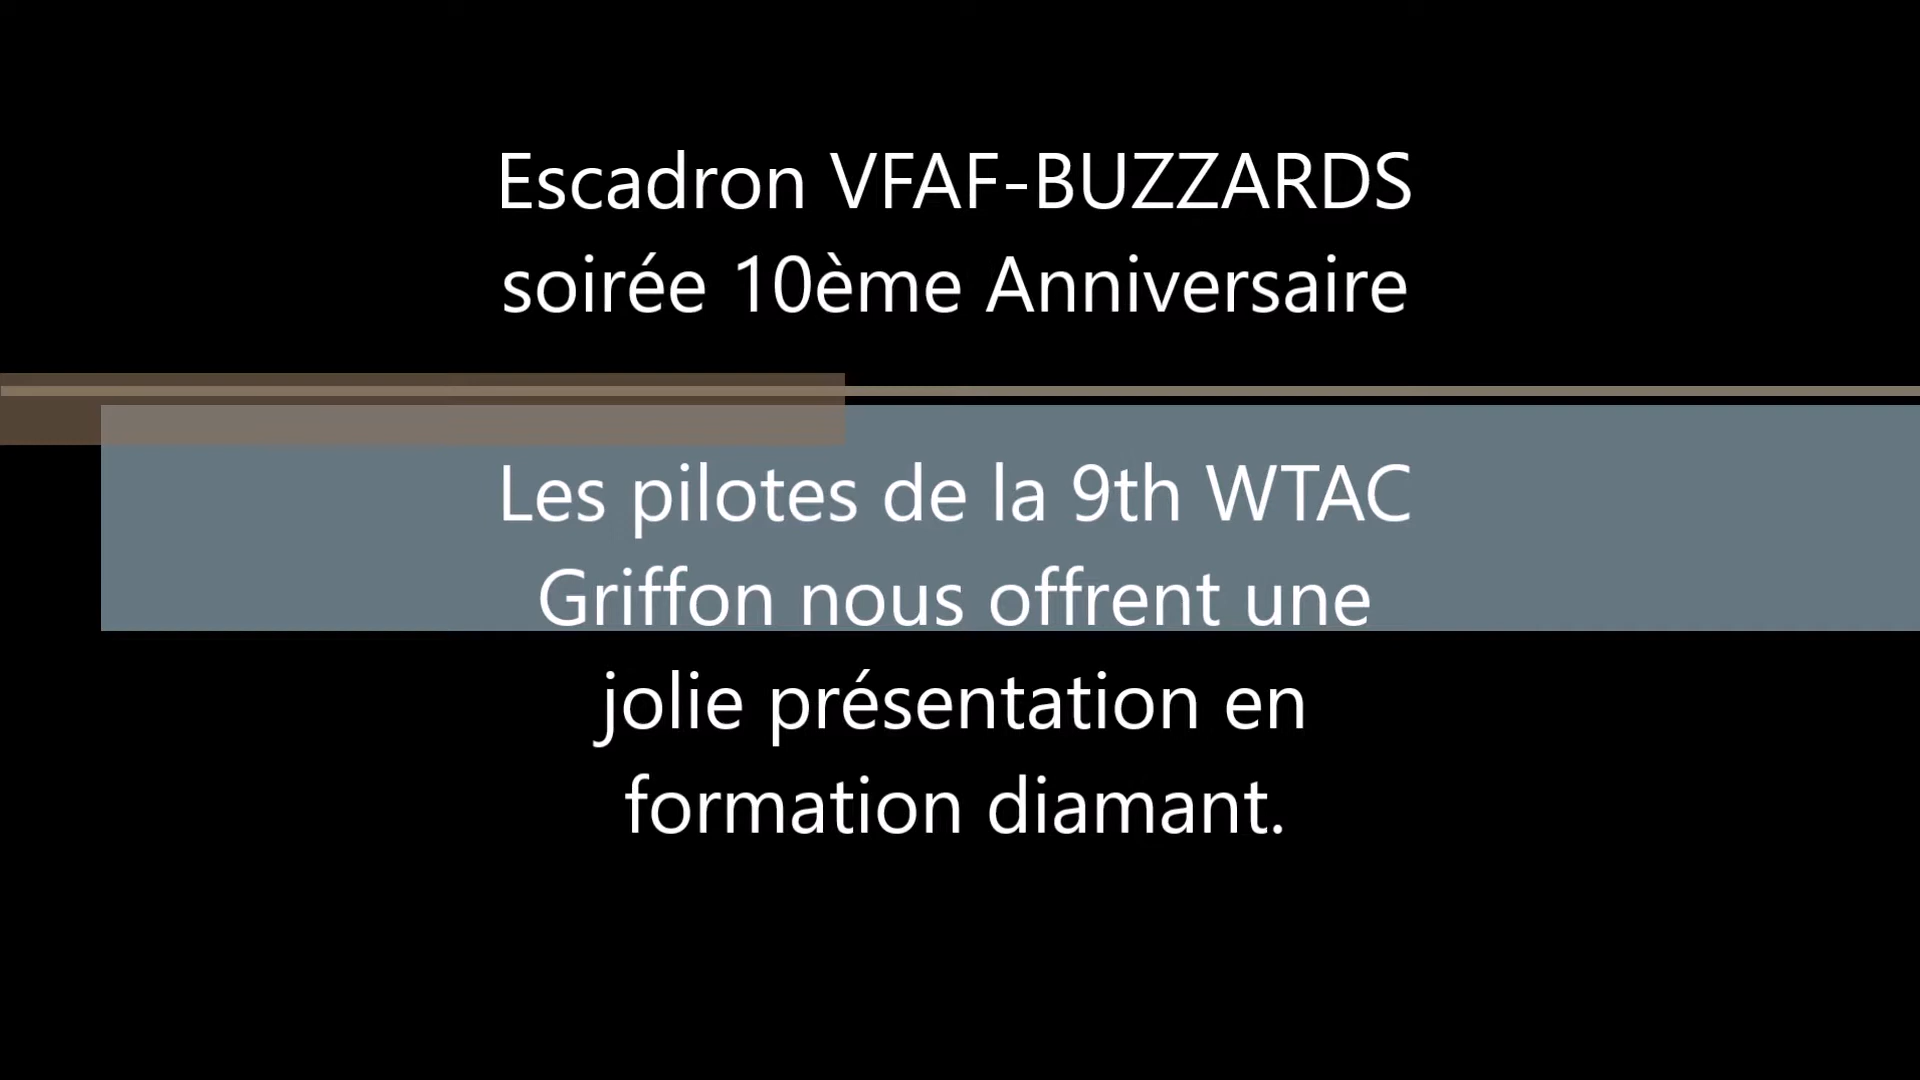 Escadron VFAF-BUZZARDS
soirée 10ème Anniversaire
Les pilotes de la 9th WTAC
Griffon nous offrent une
jolie présentation en
formation diamant.